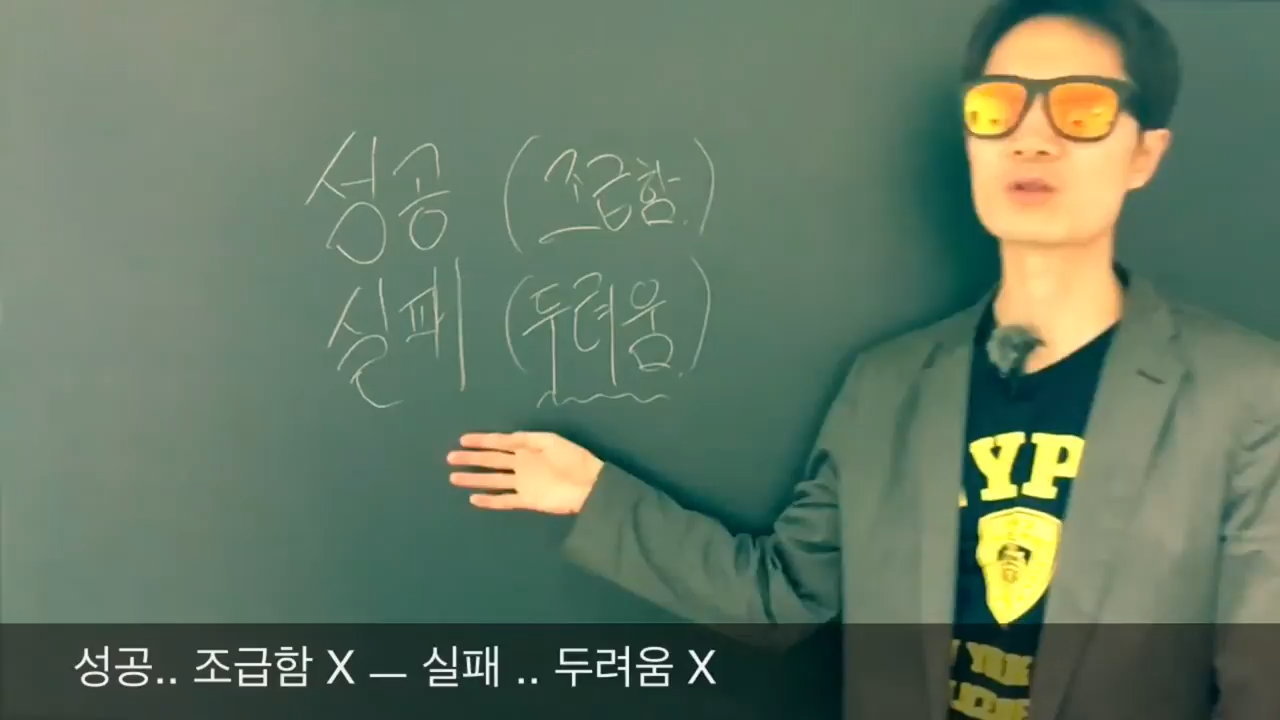 성공 (조급함.)
실패 (두려움.)
YP
성공.. 조급함 X — 실패 .. 두려움 X